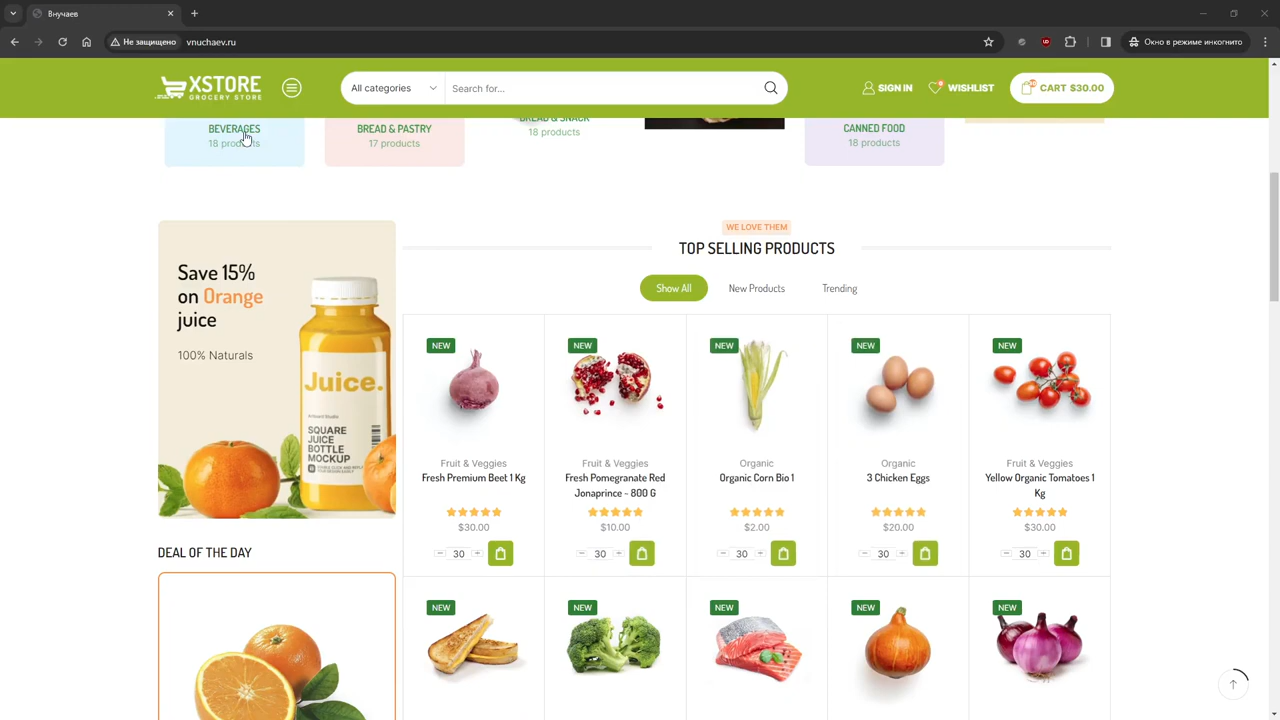 Внучаев
Не защищено
vnuchaev.ru
Окно в режиме инкогнито
XSTORE
GROCERY STORE
All categories
Search for...
SIGN IN
0
WISHLIST
CART $30.00
BEVERAGES
18 products
BREAD & PASTRY
17 products
BREAD & SNACK
18 products
CANNED FOOD
18 products
Save 15%
on Orange
juice
100% Naturals
Juice.
SQUARE
JUICE
BOTTLE
MOCKUP
WE LOVE THEM
TOP SELLING PRODUCTS
Show All
New Products
Trending
NEW
NEW
NEW
NEW
NEW
Fruit & Veggies
Fresh Premium Beet 1 Kg
$30.00
− 30 +
Fruit & Veggies
Fresh Pomegranate Red
Jonaprince - 800 G
$10.00
− 30 +
Organic
Organic Corn Bio 1
$2.00
− 30 +
Organic
3 Chicken Eggs
$20.00
− 30 +
Fruit & Veggies
Yellow Organic Tomatoes 1
Kg
$30.00
− 30 +
DEAL OF THE DAY
NEW
NEW
NEW
NEW
NEW